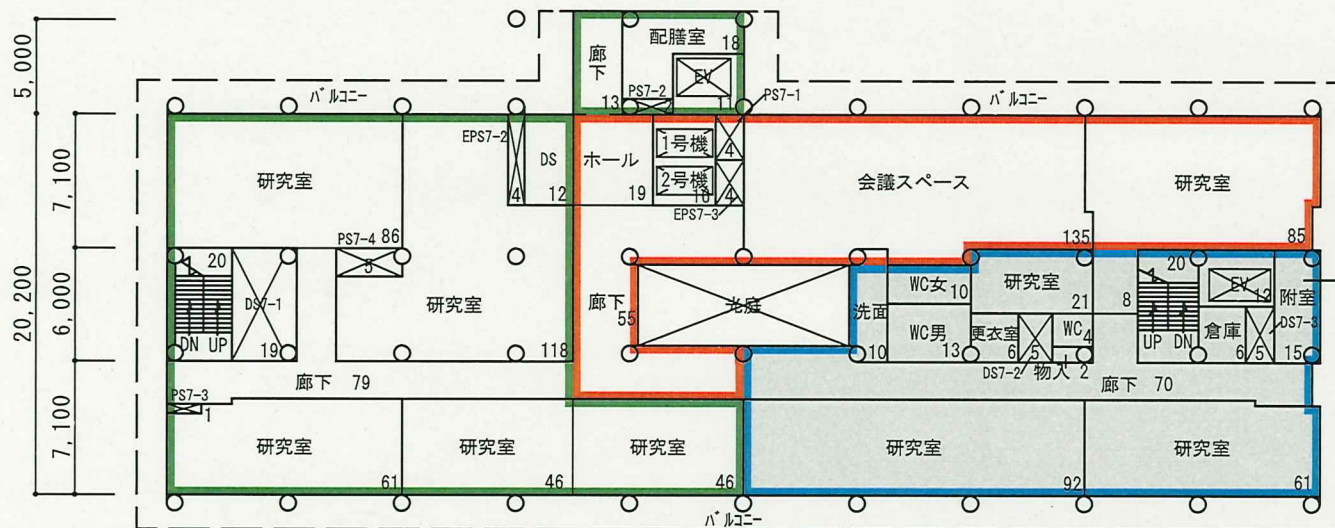 配膳室
18
廊下
EV
PS7-2
13
11
PS7-1
バルコニー
バルコニー
5,000
EPS7-2
DS
ホール
1号機
2号機
4
4
4
12
19
10
EPS7-3
研究室
会議スペース
研究室
7,100
PS7-4
86
5
135
85
20
DS7-1
DN UP
19
研究室
118
廊下
55
光庭
洗面
10
WC女
10
WC男
13
研究室
21
更衣室
6
5
DS7-2
WC
4
物入 2
8
20
UP DN
EV
12
倉庫
6
5
附室
DS7-3
15
20,200
6,000
廊下 79
廊下 70
PS7-3
1
7,100
研究室
61
研究室
46
研究室
46
研究室
92
研究室
61
バルコニー